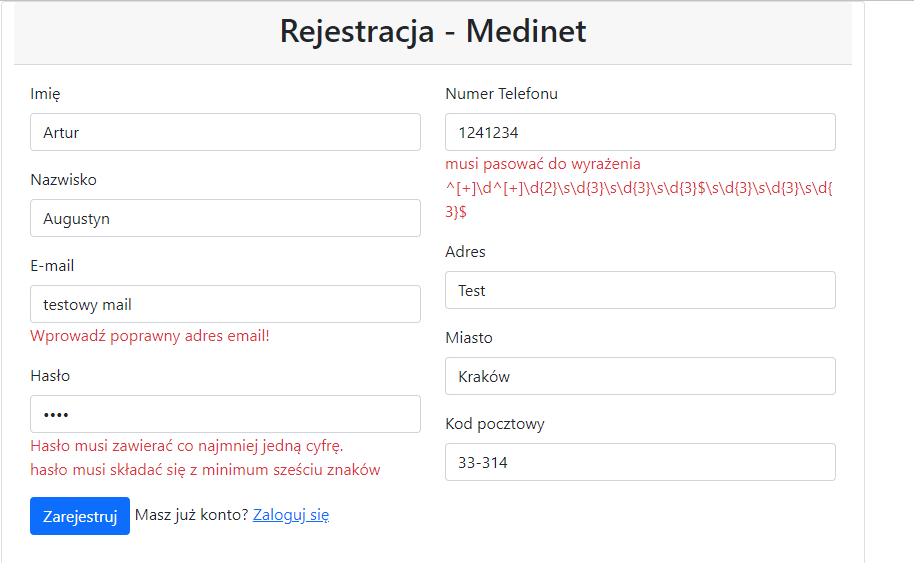 Rejestracja - Medinet
Imię
Artur
Nazwisko
Augustyn
E-mail
testowy mail
Wprowadź poprawny adres email!
Hasło
••••
Hasło musi zawierać co najmniej jedną cyfrę.
hasło musi składać się z minimum sześciu znaków
Zarejestruj Masz już konto? Zaloguj się
Numer Telefonu
1241234
musi pasować do wyrażenia
^[+]\d^[+]\d{2}\s\d{3}\s\d{3}\s\d{3}$\s\d{3}\s\d{3}\s\d{
3}$
Adres
Test
Miasto
Kraków
Kod pocztowy
33-314